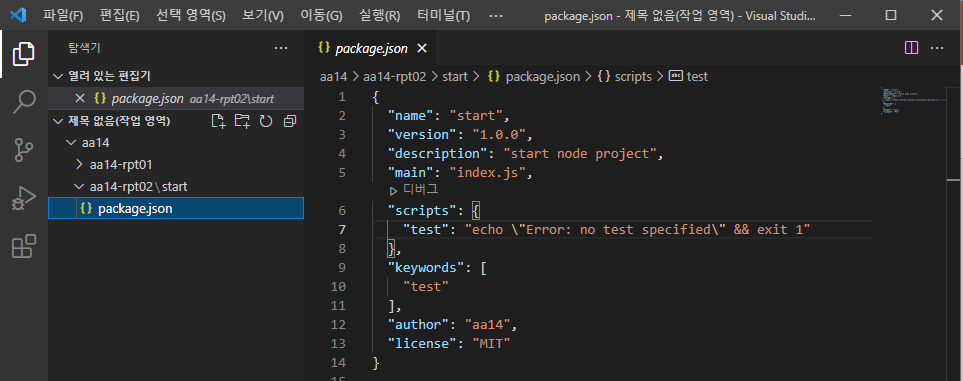 파일(F) 편집(E) 선택 영역(S) 보기(V) 이동(G) 실행(R) 터미널(T) ··· package.json - 제목 없음(작업 영역) - Visual Studi...
탐색기 ···
열려 있는 편집기
package.json aa14-rpt02\start
제목 없음(작업 영역)
aa14
aa14-rpt01
aa14-rpt02\start
{} package.json
{} package.json ···
aa14 > aa14-rpt02 > start > {} package.json > {} scripts > abc test
1 {
2 "name": "start",
3 "version": "1.0.0",
4 "description": "start node project",
5 "main": "index.js",
디버그
6 "scripts": {
7 "test": "echo \"Error: no test specified\" && exit 1"
8 },
9 "keywords": [
10 "test"
11 ],
12 "author": "aa14",
13 "license": "MIT"
14 }